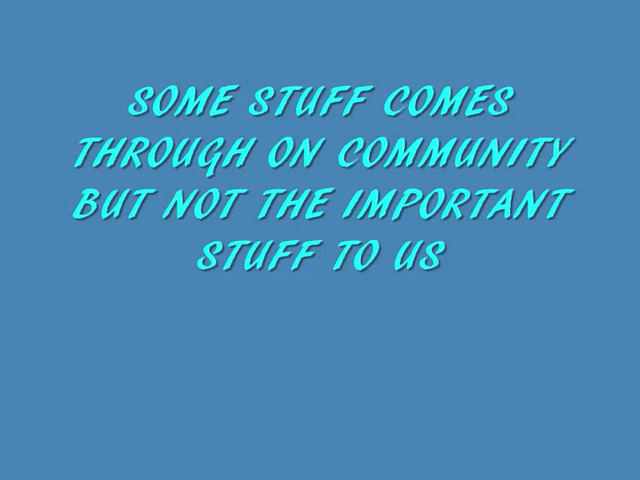 SOME STUFF COMES
THROUGH ON COMMUNITY
BUT NOT THE IMPORTANT
STUFF TO US